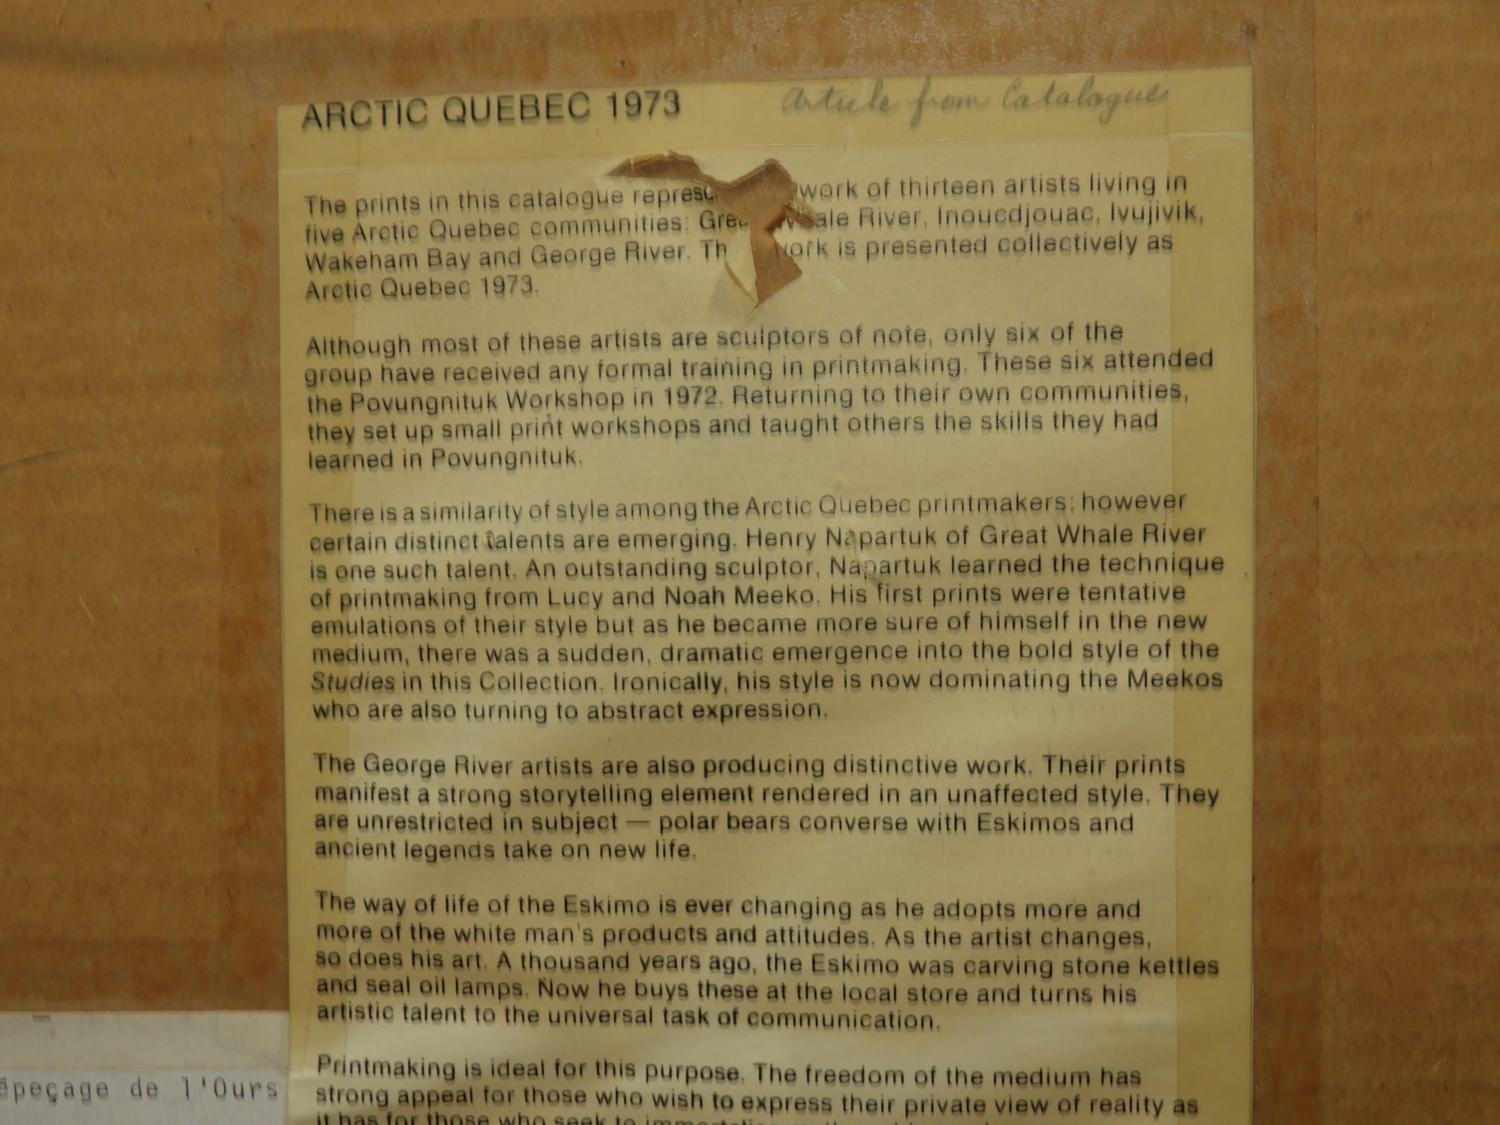 ARCTIC QUEBEC 1973 Article from Catalogue
The prints in this catalogue work of thirteen artists living in
five Arctic Quebec communities: River, Inoucdjouac, Ivujivik,
Wakeham Bay and George River. is presented collectively as
Arctic Quebec 1973.
Although most of these artists are sculptors of note, only six of the
group have received any formal training in printmaking. These six attended
the Povungnituk Workshop in 1972. Returning to their own communities,
they set up small print workshops and taught others the skills they had
learned in Povungnituk.
There is a similarity of style among the Arctic Quebec printmakers; however
certain distinct talents are emerging. Henry Napartuk of Great Whale River
is one such talent. An outstanding sculptor, Napartuk learned the technique
of printmaking from Lucy and Noah Meeko. His first prints were tentative
emulations of their style but as he became more sure of himself in the new
medium, there was a sudden, dramatic emergence into the bold style of the
Studies in this Collection. Ironically, his style is now dominating the Meekos
who are also turning to abstract expression.
The George River artists are also producing distinctive work. Their prints
manifest a strong storytelling element rendered in an unaffected style. They
are unrestricted in subject — polar bears converse with Eskimos and
ancient legends take on new life.
The way of life of the Eskimo is ever changing as he adopts more and
more of the white man's products and attitudes. As the artist changes,
so does his art. A thousand years ago, the Eskimo was carving stone kettles
and seal oil lamps. Now he buys these at the local store and turns his
artistic talent to the universal task of communication.
Printmaking is ideal for this purpose. The freedom of the medium has
strong appeal for those who wish to express their private view of reality as
it has for those who seek to
épeçage de l'Ours